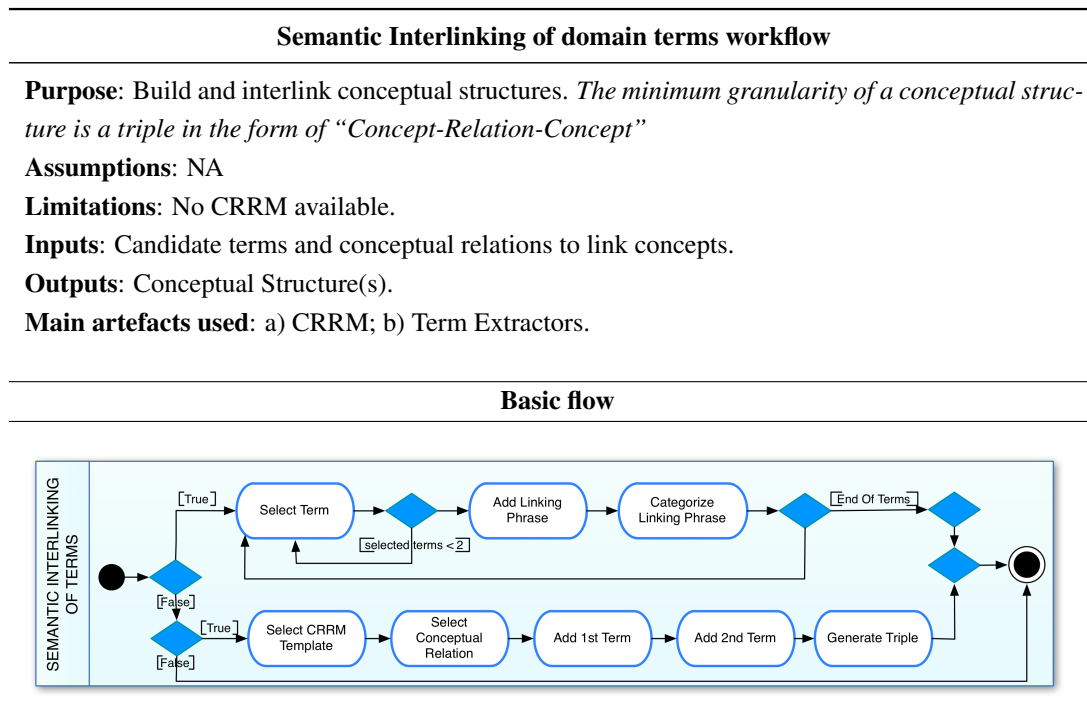 Semantic Interlinking of domain terms workflow
Purpose: Build and interlink conceptual structures. The minimum granularity of a conceptual struc-
ture is a triple in the form of “Concept-Relation-Concept”
Assumptions: NA
Limitations: No CRRM available.
Inputs: Candidate terms and conceptual relations to link concepts.
Outputs: Conceptual Structure(s).
Main artefacts used: a) CRRM; b) Term Extractors.
Basic flow
SEMANTIC INTERLINKING
OF TERMS
[True]
Select Term
[selected terms < 2]
Add Linking
Phrase
Categorize
Linking Phrase
[End Of Terms]
[False]
[True]
Select CRRM
Template
Select
Conceptual
Relation
Add 1st Term
Add 2nd Term
Generate Triple
[False]